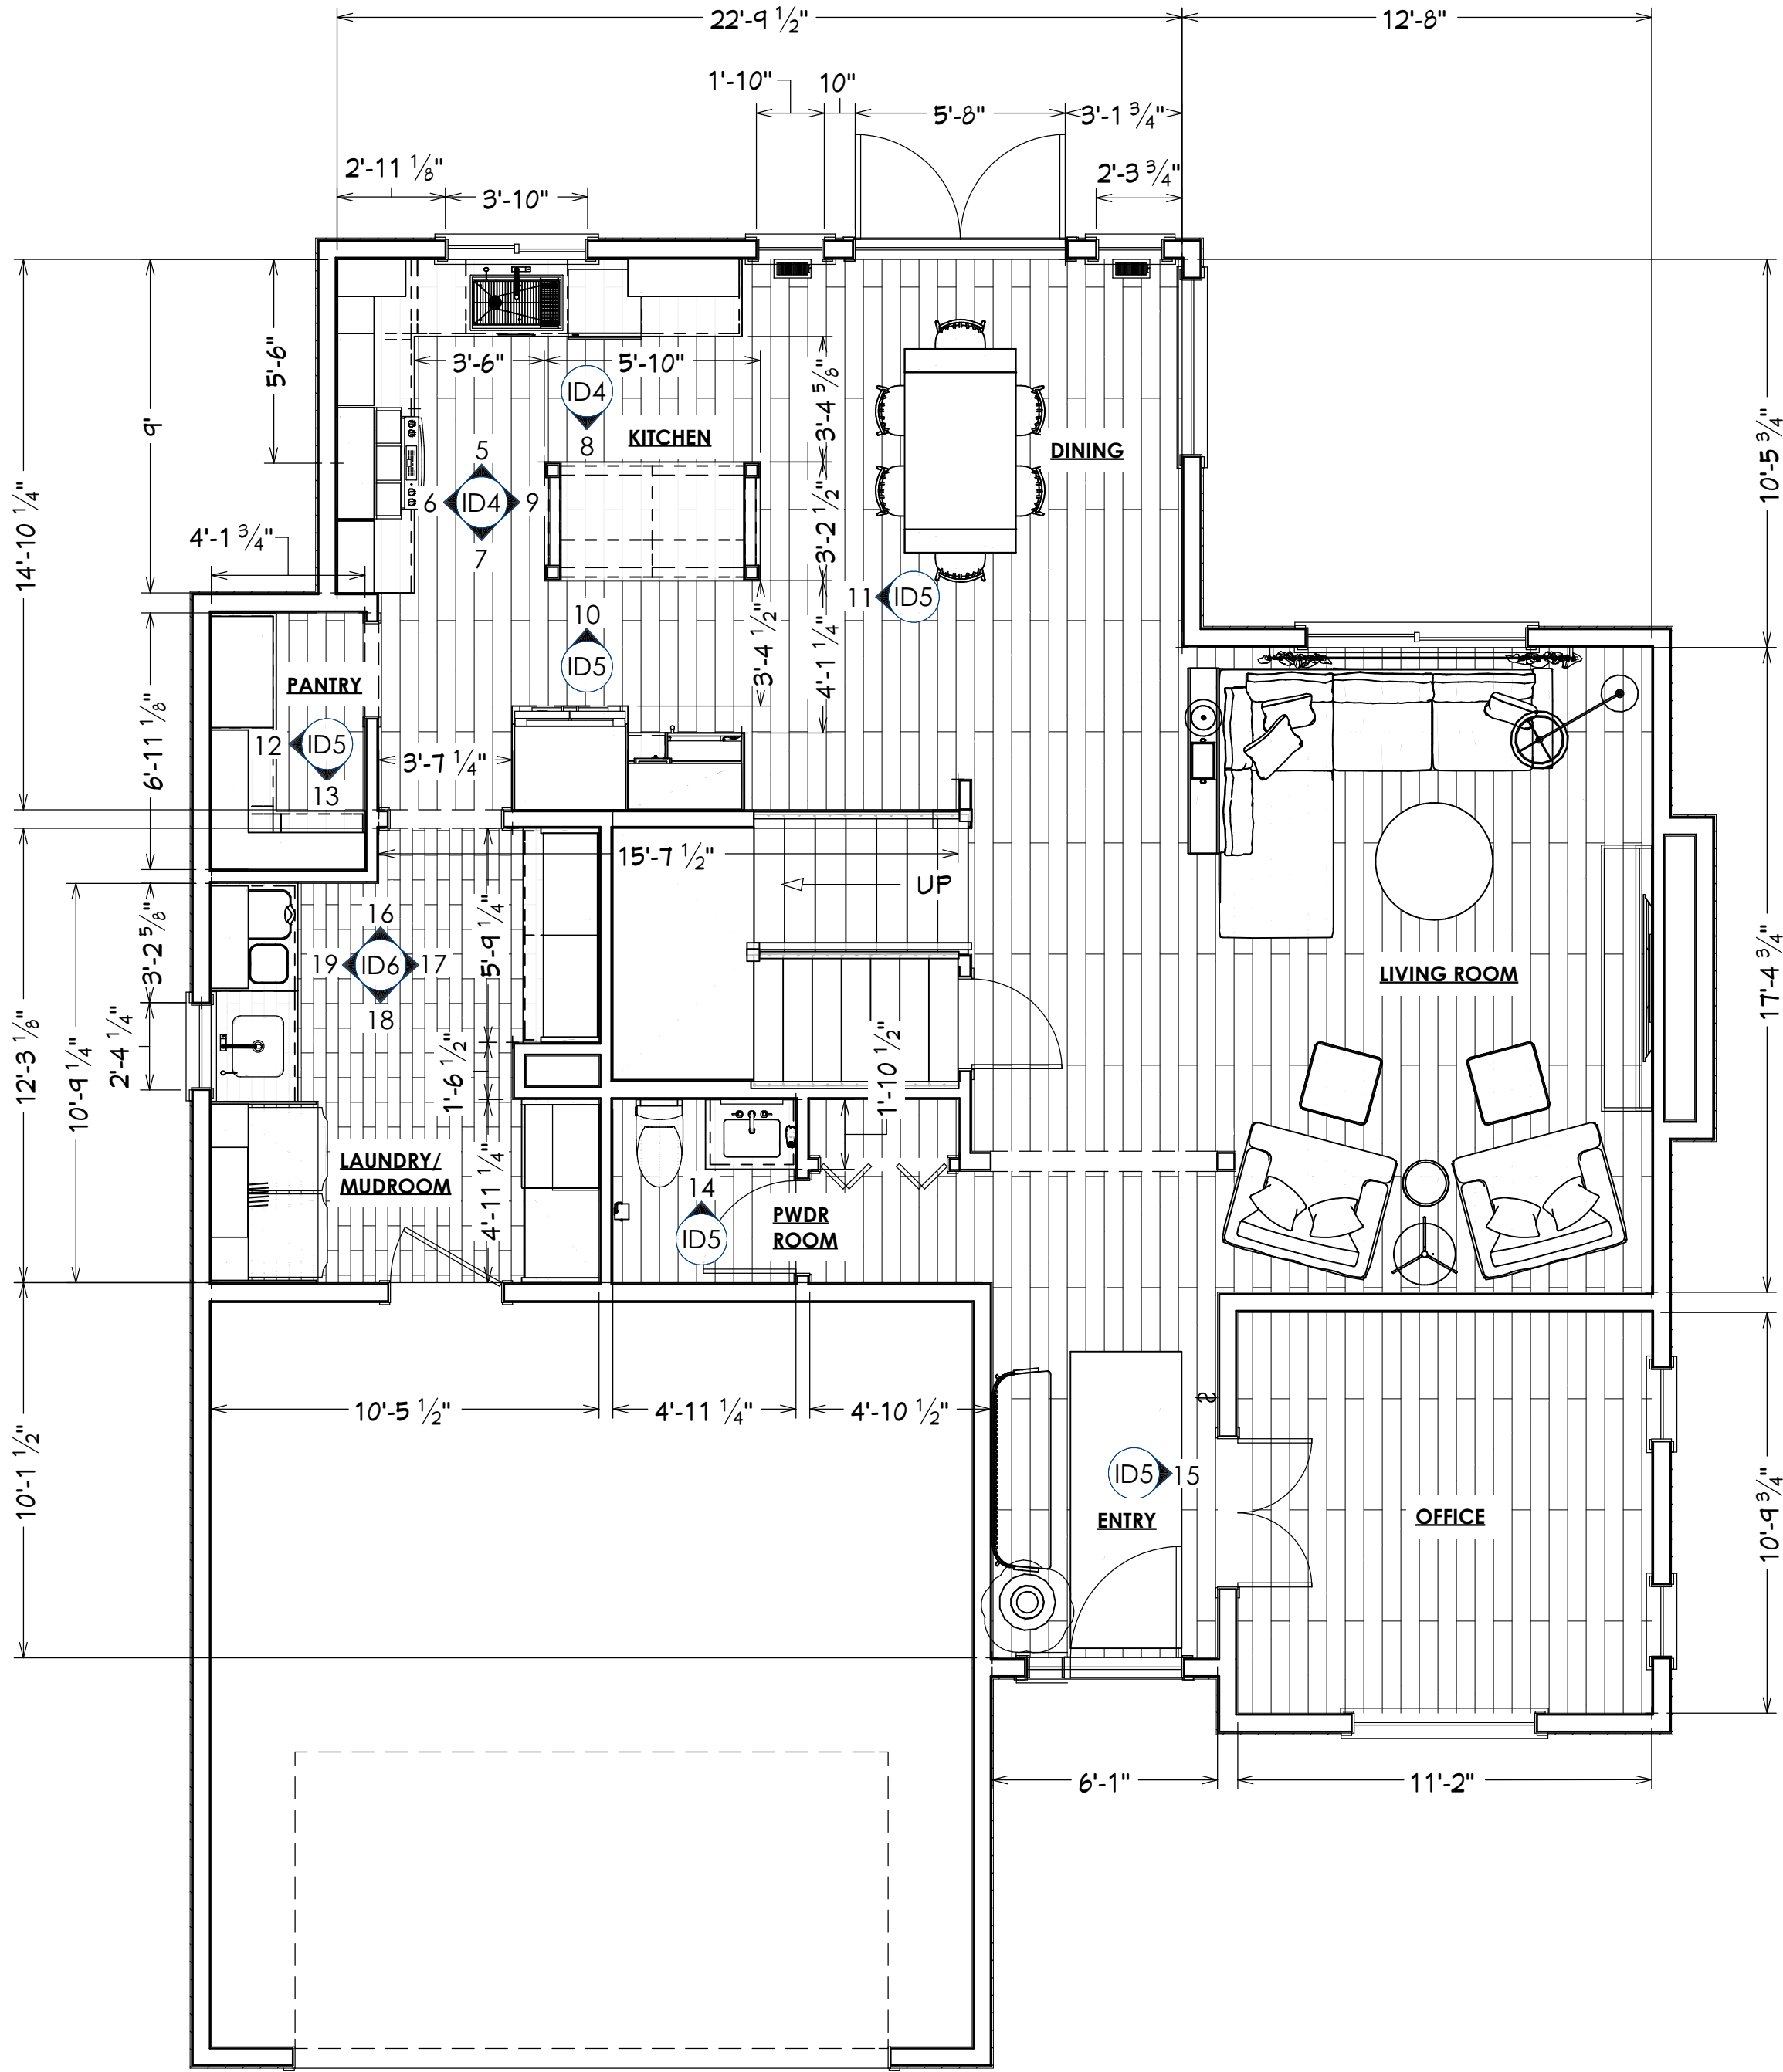 22'-9 1/2"
12'-8"
1'-10"
10"
5'-8"
3'-1 3/4"
2'-11 1/8"
3'-10"
2'-3 3/4"
14'-10 1/4"
9'
5'-6"
3'-6"
5'-10"
ID4
8
KITCHEN
3'-4 5/8"
DINING
10'-5 3/4"
5
6
ID4
9
7
3'-2 1/2"
4'-1 3/4"
11
ID5
10
ID5
3'-4 1/2"
4'-1 1/4"
6'-11 1/8"
PANTRY
12
ID5
13
3'-7 1/4"
15'-7 1/2"
UP
12'-3 1/8"
10'-9 1/4"
3'-2 5/8"
2'-4 1/4"
16
19
ID6
17
18
5'-9 1/4"
1'-6 1/2"
4'-11 1/4"
1'-10 1/2"
LIVING ROOM
17'-4 3/4"
LAUNDRY/
MUDROOM
14
ID5
PWDR
ROOM
10'-1 1/2"
10'-5 1/2"
4'-11 1/4"
4'-10 1/2"
ID5
15
ENTRY
OFFICE
10'-9 3/4"
6'-1"
11'-2"